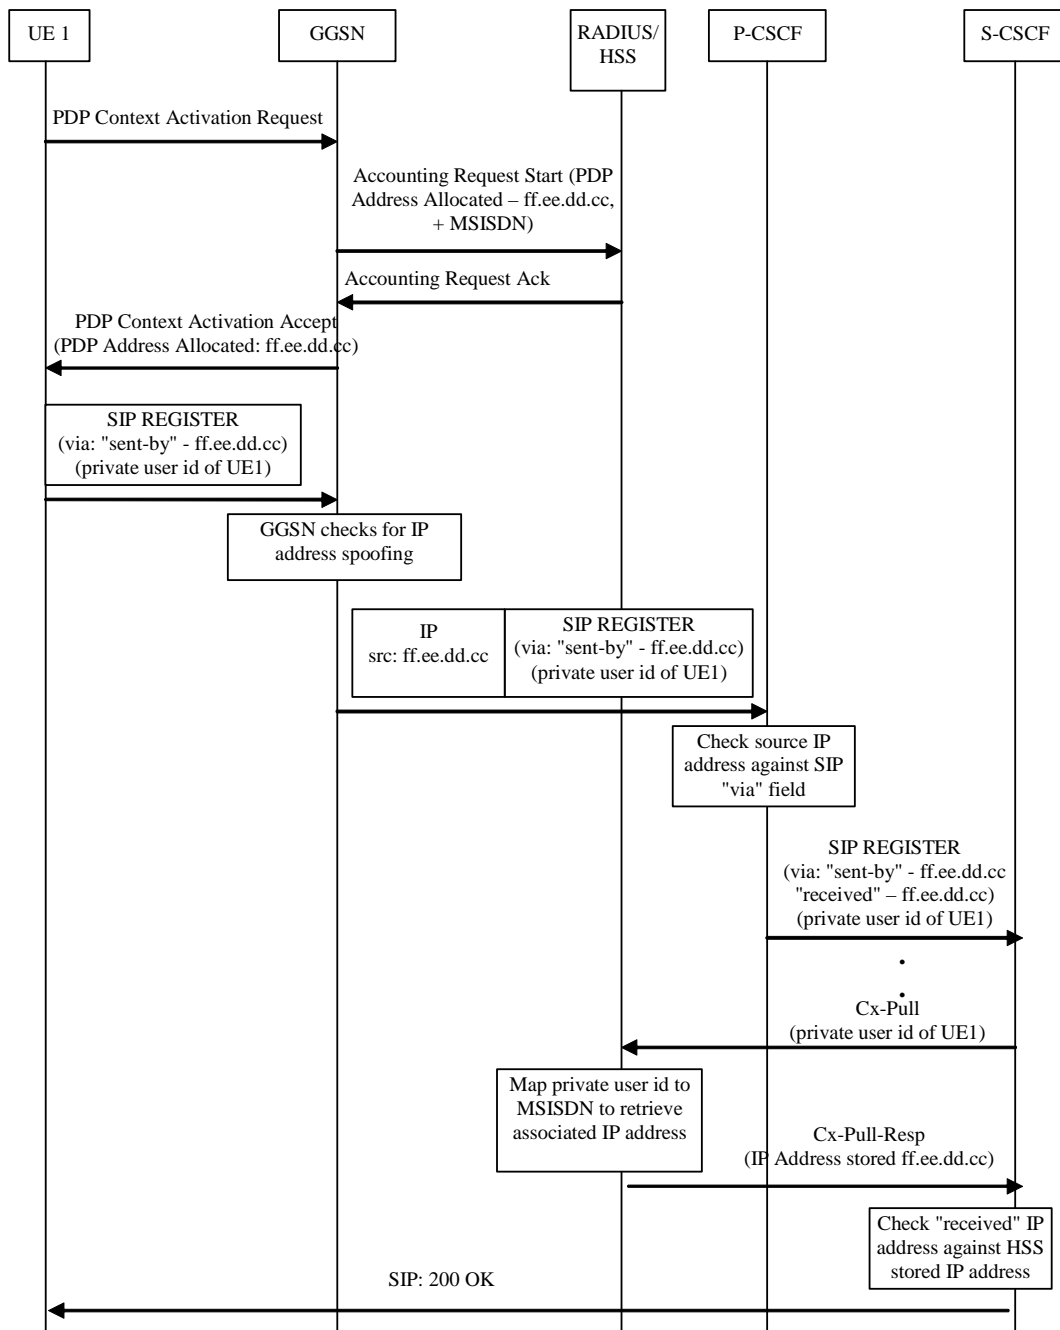 UE 1
GGSN
RADIUS/
HSS
P-CSCF
S-CSCF
PDP Context Activation Request
Accounting Request Start (PDP
Address Allocated – ff.ee.dd.cc,
+ MSISDN)
Accounting Request Ack
PDP Context Activation Accept
(PDP Address Allocated: ff.ee.dd.cc)
SIP REGISTER
(via: "sent-by" - ff.ee.dd.cc)
(private user id of UE1)
GGSN checks for IP
address spoofing
IP
src: ff.ee.dd.cc
SIP REGISTER
(via: "sent-by" - ff.ee.dd.cc)
(private user id of UE1)
Check source IP
address against SIP
"via" field
SIP REGISTER
(via: "sent-by" - ff.ee.dd.cc
"received" – ff.ee.dd.cc)
(private user id of UE1)
Cx-Pull
(private user id of UE1)
Map private user id to
MSISDN to retrieve
associated IP address
Cx-Pull-Resp
(IP Address stored ff.ee.dd.cc)
Check "received" IP
address against HSS
stored IP address
SIP: 200 OK